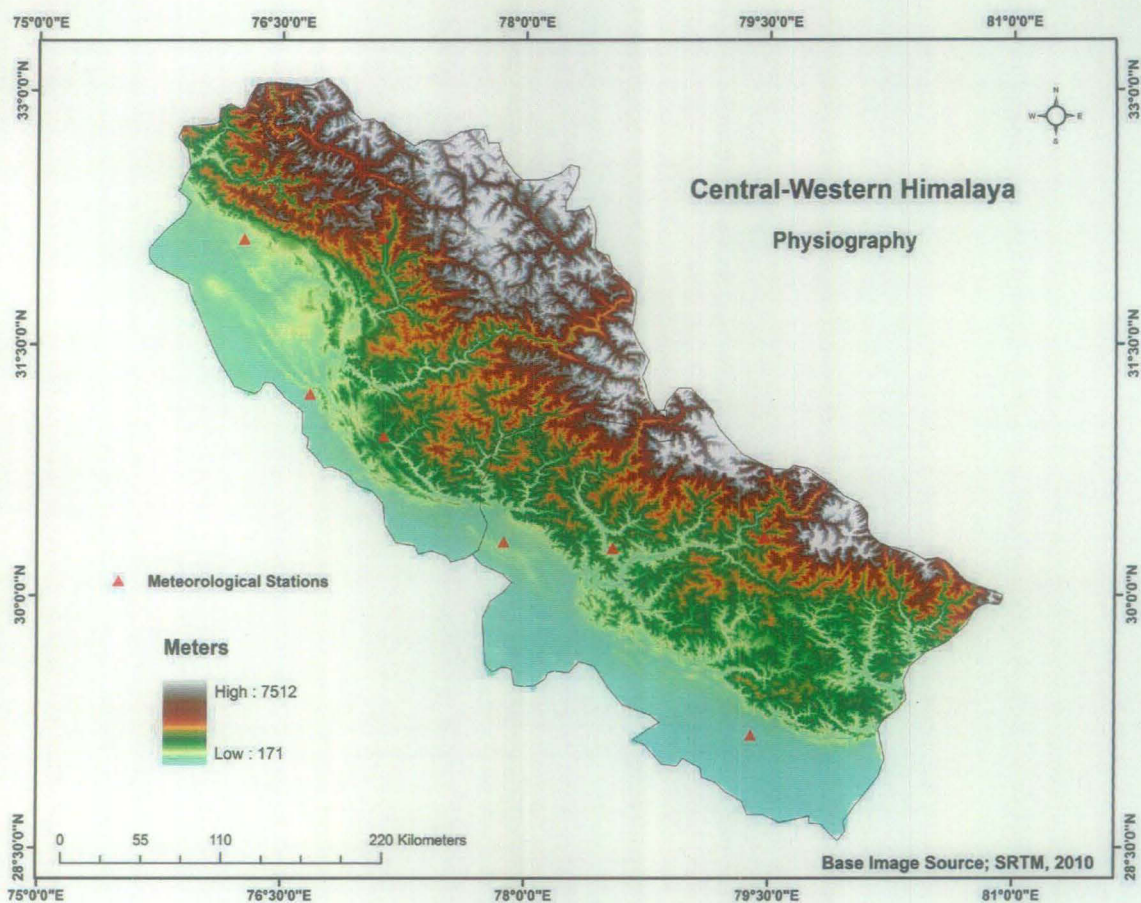 75°0'0"E 76°30'0"E 78°0'0"E 79°30'0"E 81°0'0"E
33°0'0"N
33°0'0"N
N
W E
S
Central-Western Himalaya
Physiography
31°30'0"N
31°30'0"N
Meteorological Stations
30°0'0"N
30°0'0"N
Meters
High : 7512
Low : 171
0 55 110 220 Kilometers
Base Image Source; SRTM, 2010
28°30'0"N
28°30'0"N
75°0'0"E 76°30'0"E 78°0'0"E 79°30'0"E 81°0'0"E